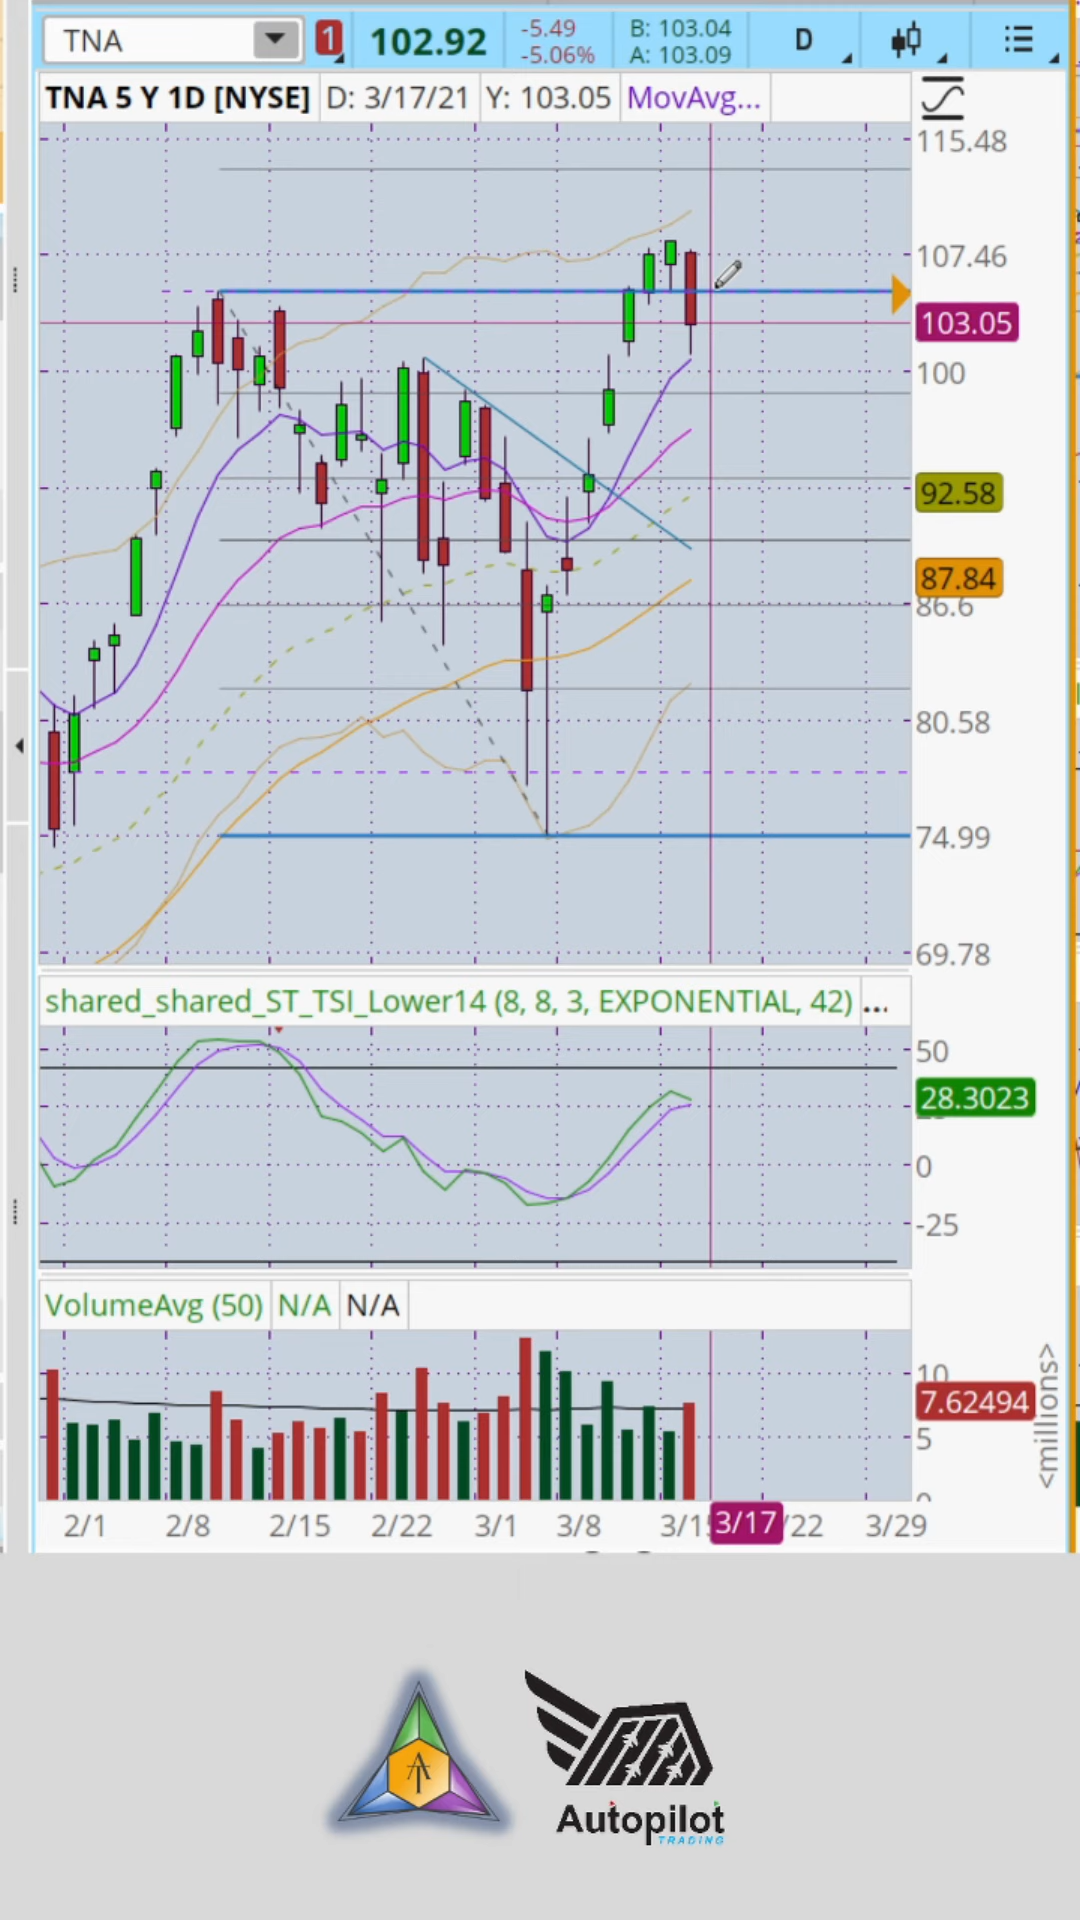 TNA 1 102.92 -5.49 -5.06% B: 103.04 A: 103.09 D
TNA 5 Y 1D [NYSE] D: 3/17/21 Y: 103.05 MovAvg...
115.48
107.46
103.05
100
92.58
87.84
86.6
80.58
74.99
69.78
shared_shared_ST_TSI_Lower14 (8, 8, 3, EXPONENTIAL, 42) ...
50
28.3023
0
-25
VolumeAvg (50) N/A N/A
10
7.62494
5
<millions>
2/1 2/8 2/15 2/22 3/1 3/8 3/15 3/17 /22 3/29
AT
Autopilot
TRADING